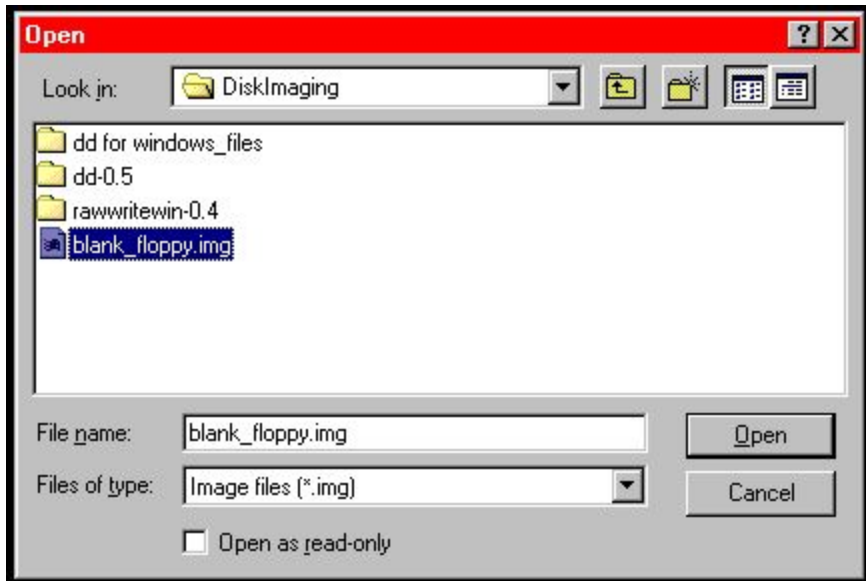 Open
Look in: DiskImaging
dd for windows_files
dd-0.5
rawwritewin-0.4
blank_floppy.img
File name: blank_floppy.img Open
Files of type: Image files (*.img) Cancel
Open as read-only